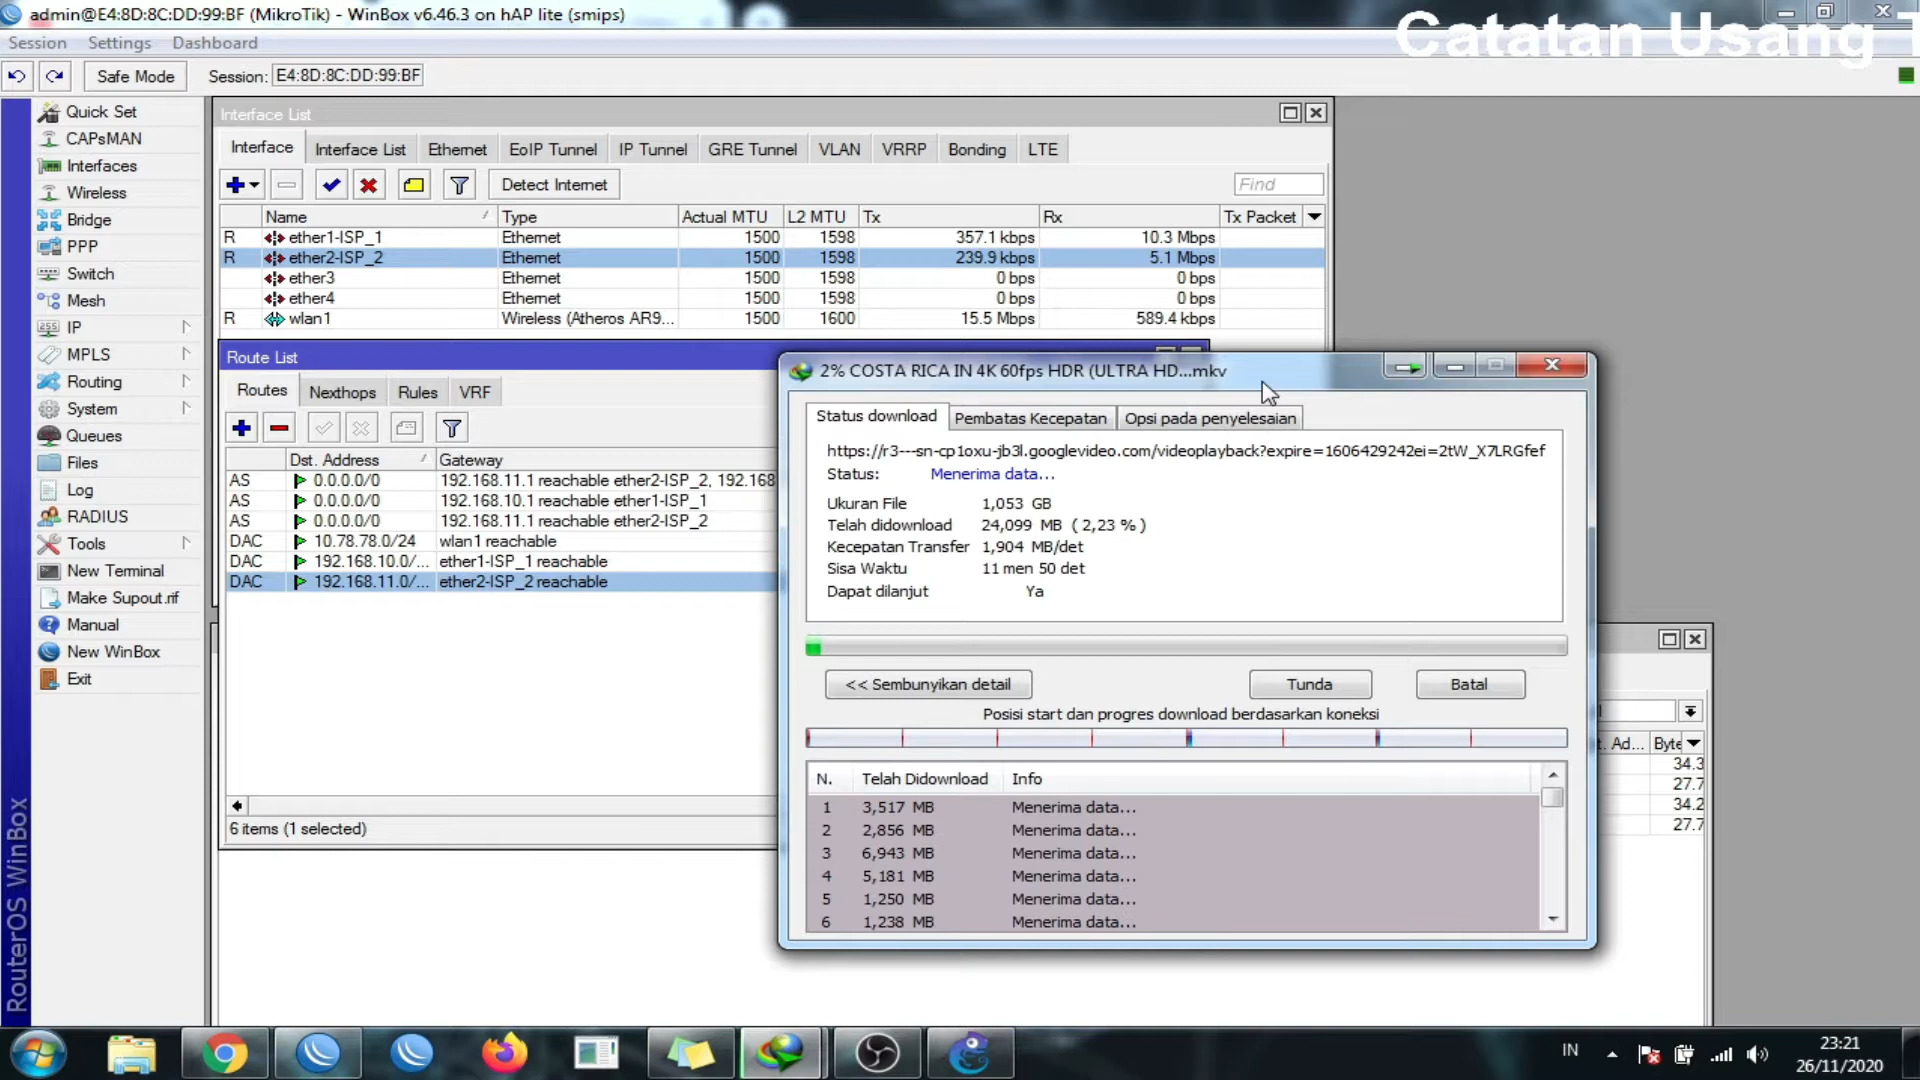 admin@E4:8D:8C:DD:99:BF (MikroTik) - WinBox v6.46.3 on hAP lite (smips)
Catatan Usang T
Session Settings Dashboard
Safe Mode Session: E4:8D:8C:DD:99:BF
Quick Set
CAPsMAN
Interfaces
Wireless
Bridge
PPP
Switch
Mesh
IP
MPLS
Routing
System
Queues
Files
Log
RADIUS
Tools
New Terminal
Make Supout.rif
Manual
New WinBox
Exit
RouterOS WinBox
Interface List
Interface Interface List Ethernet EoIP Tunnel IP Tunnel GRE Tunnel VLAN VRRP Bonding LTE
Detect Internet Find
Name Type Actual MTU L2 MTU Tx Rx Tx Packet
R ether1-ISP_1 Ethernet 1500 1598 357.1 kbps 10.3 Mbps
R ether2-ISP_2 Ethernet 1500 1598 239.9 kbps 5.1 Mbps
ether3 Ethernet 1500 1598 0 bps 0 bps
ether4 Ethernet 1500 1598 0 bps 0 bps
R wlan1 Wireless (Atheros AR9... 1500 1600 15.5 Mbps 589.4 kbps
Route List
Routes Nexthops Rules VRF
Dst. Address Gateway
AS 0.0.0.0/0 192.168.11.1 reachable ether2-ISP_2, 192.168
AS 0.0.0.0/0 192.168.10.1 reachable ether1-ISP_1
AS 0.0.0.0/0 192.168.11.1 reachable ether2-ISP_2
DAC 10.78.78.0/24 wlan1 reachable
DAC 192.168.10.0/... ether1-ISP_1 reachable
DAC 192.168.11.0/... ether2-ISP_2 reachable
6 items (1 selected)
2% COSTA RICA IN 4K 60fps HDR (ULTRA HD...mkv
Status download Pembatas Kecepatan Opsi pada penyelesaian
https://r3---sn-cp1oxu-jb3l.googlevideo.com/videoplayback?expire=1606429242ei=2tW_X7LRGfef
Status: Menerima data...
Ukuran File 1,053 GB
Telah didownload 24,099 MB ( 2,23 % )
Kecepatan Transfer 1,904 MB/det
Sisa Waktu 11 men 50 det
Dapat dilanjut Ya
<< Sembunyikan detail Tunda Batal
Posisi start dan progres download berdasarkan koneksi
N. Telah Didownload Info
1 3,517 MB Menerima data...
2 2,856 MB Menerima data...
3 6,943 MB Menerima data...
4 5,181 MB Menerima data...
5 1,250 MB Menerima data...
6 1,238 MB Menerima data...
t. Ad... Byte
34.3
27.7
34.2
27.7
IN
23:21
26/11/2020